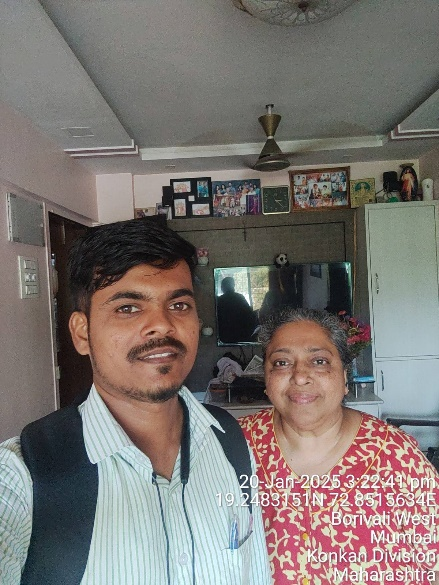 20-Jan-2025 3:22:41 pm
19.2483151N 72.8515634E
Borivali West
Mumbai
Konkan Division
Maharashtra